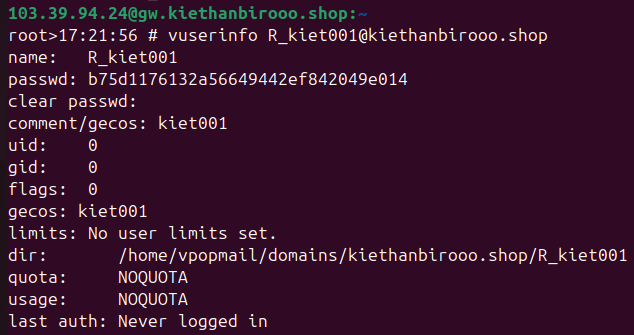 103.39.94.24@gw.kiethanbirooo.shop:~
root>17:21:56 # vuserinfo R_kiet001@kiethanbirooo.shop
name:   R_kiet001
passwd: b75d1176132a56649442ef842049e014
clear passwd:
comment/gecos: kiet001
uid:    0
gid:    0
flags:  0
gecos: kiet001
limits: No user limits set.
dir:       /home/vpopmail/domains/kiethanbirooo.shop/R_kiet001
quota:     NOQUOTA
usage:     NOQUOTA
last auth: Never logged in